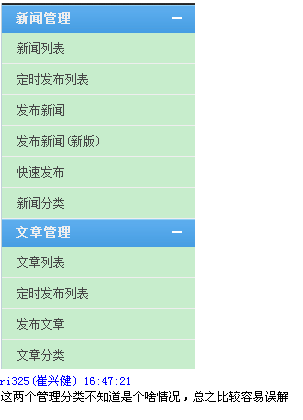 新闻管理
新闻列表
定时发布列表
发布新闻
发布新闻(新版)
快速发布
新闻分类
文章管理
文章列表
定时发布列表
发布文章
文章分类
ri325(崔兴健) 16:47:21
这两个管理分类不知道是个啥情况，总之比较容易误解